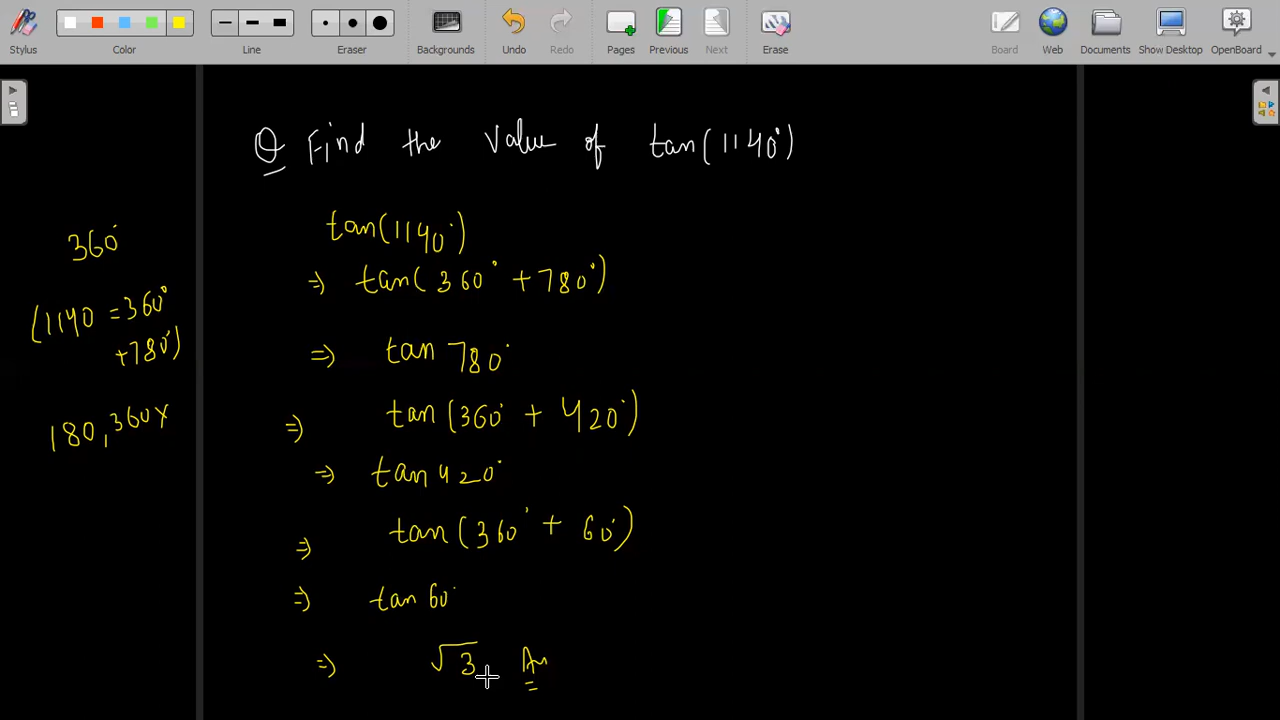 Stylus
Color
Line
Eraser
Backgrounds
Undo
Redo
Pages
Previous
Next
Erase
Board
Web
Documents
Show Desktop
OpenBoard
Q Find the value of tan(1140°)
tan(1140°)
⇒ tan(360° + 780°)
⇒ tan 780°
⇒ tan(360° + 420°)
⇒ tan 420°
⇒ tan(360° + 60°)
⇒ tan 60°
⇒ √3 Ans
360°
(1140 = 360°
+780°)
180, 360x